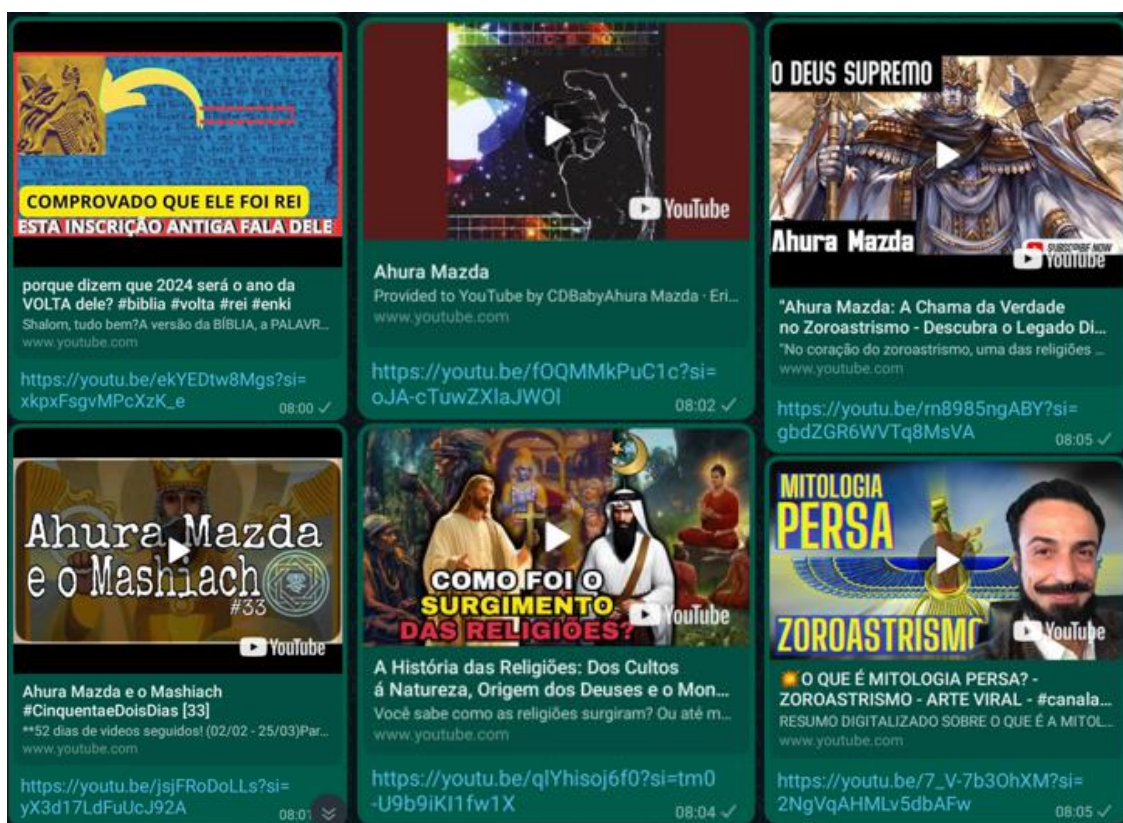 COMPROVADO QUE ELE FOI REI
ESTA INSCRIÇÃO ANTIGA FALA DELE
porque dizem que 2024 será o ano da
VOLTA dele? #biblia #volta #rei #enki
Shalom, tudo bem?A versão da BÍBLIA, a PALAVR...
www.youtube.com
https://youtu.be/ekYEDtw8Mgs?si=
xkpxFsgvMPcXzK_e
08:00
YouTube
Ahura Mazda
Provided to YouTube by CDBabyAhura Mazda · Eri...
www.youtube.com
https://youtu.be/fOQMMkPuC1c?si=
oJA-cTuwZXlaJWOl
08:02
O DEUS SUPREMO
Ahura Mazda
SUBSCRIBE NOW
YouTube
"Ahura Mazda: A Chama da Verdade
no Zoroastrismo - Descubra o Legado Di...
"No coração do zoroastrismo, uma das religiões ...
www.youtube.com
https://youtu.be/rn8985ngABY?si=
gbdZGR6WVTq8MsVA
08:05
Ahura Mazda
e o Mashiach
#33
YouTube
Ahura Mazda e o Mashiach
#CinquentaeDoisDias [33]
**52 dias de videos seguidos! (02/02 - 25/03)Par...
www.youtube.com
https://youtu.be/jsjFRoDoLLs?si=
yX3d17LdFuUcJ92A
COMO FOI O
SURGIMENTO
DAS RELIGIÕES?
YouTube
A História das Religiões: Dos Cultos
á Natureza, Origem dos Deuses e o Mon...
Você sabe como as religiões surgiram? Ou até m...
www.youtube.com
https://youtu.be/qlYhisoj6f0?si=tm0
-U9b9iKI1fw1X
08:04
MITOLOGIA
PERSA
ZOROASTRISMO
YouTube
O QUE É MITOLOGIA PERSA? -
ZOROASTRISMO - ARTE VIRAL - #canala...
RESUMO DIGITALIZADO SOBRE O QUE É A MITOL...
www.youtube.com
https://youtu.be/7_V-7b3OhXM?si=
2NgVqAHMLv5dbAFw
08:05